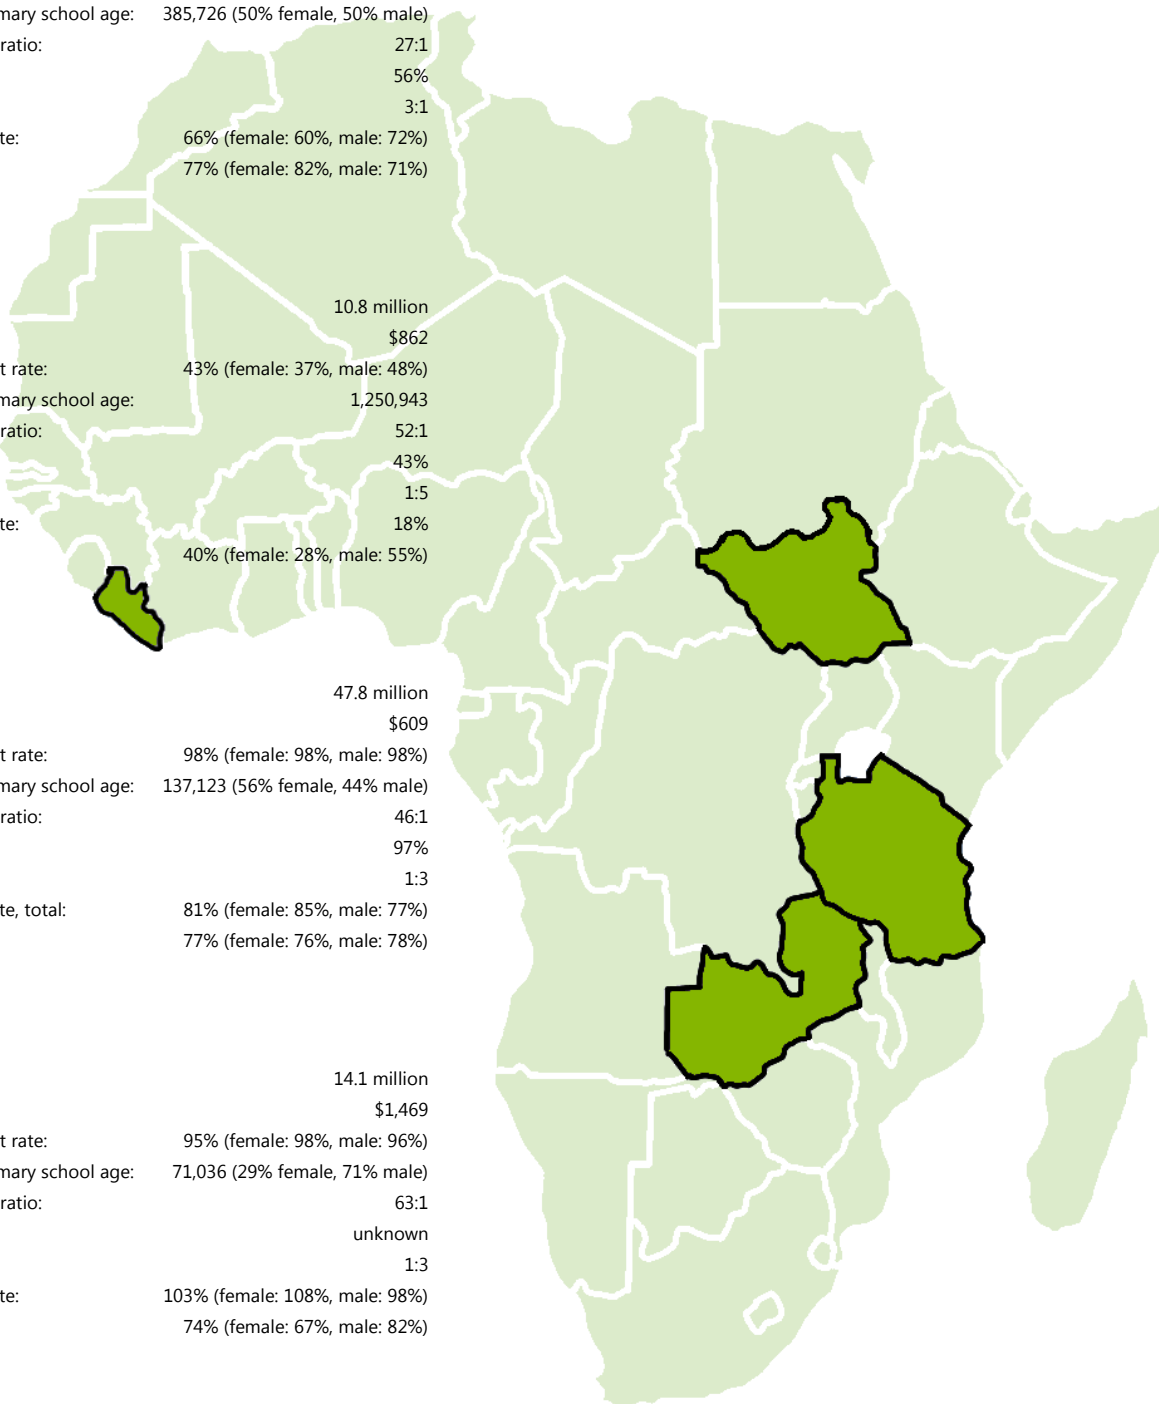 mary school age: 385,726 (50% female, 50% male)
ratio: 27:1
56%
3:1
te: 66% (female: 60%, male: 72%)
77% (female: 82%, male: 71%)
10.8 million
$862
t rate: 43% (female: 37%, male: 48%)
mary school age: 1,250,943
ratio: 52:1
43%
1:5
te: 18%
40% (female: 28%, male: 55%)
47.8 million
$609
t rate: 98% (female: 98%, male: 98%)
mary school age: 137,123 (56% female, 44% male)
ratio: 46:1
97%
1:3
te, total: 81% (female: 85%, male: 77%)
77% (female: 76%, male: 78%)
14.1 million
$1,469
t rate: 95% (female: 98%, male: 96%)
mary school age: 71,036 (29% female, 71% male)
ratio: 63:1
unknown
1:3
te: 103% (female: 108%, male: 98%)
74% (female: 67%, male: 82%)